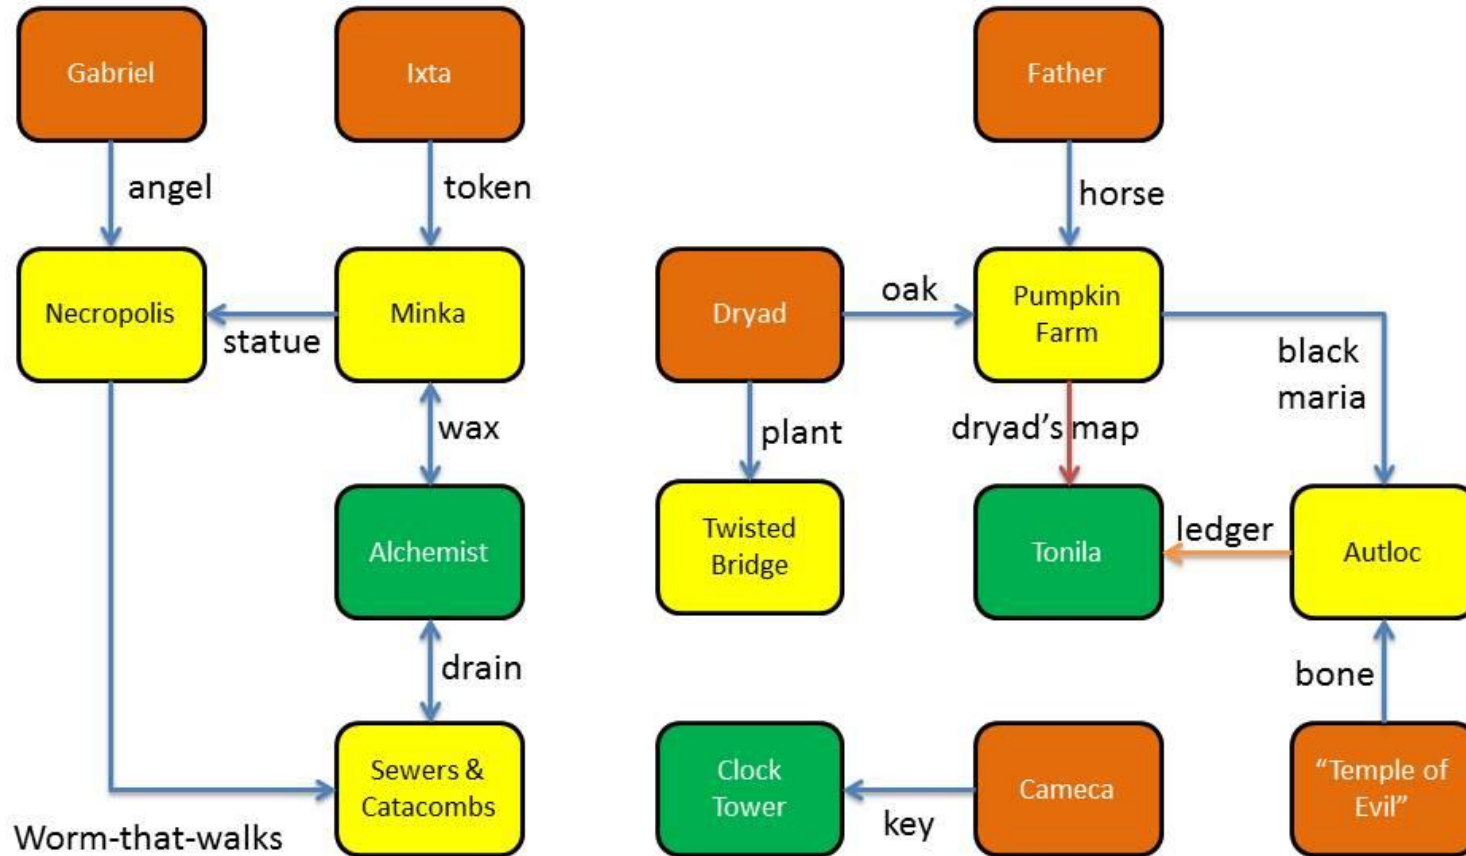 Gabriel
Ixta
Father
angel
token
horse
Necropolis
statue
Minka
Dryad
oak
Pumpkin
Farm
black
maria
wax
plant
dryad's map
Alchemist
Twisted
Bridge
Tonila
ledger
Autloc
drain
bone
Sewers &
Catacombs
Clock
Tower
key
Cameca
“Temple of
Evil”
Worm-that-walks